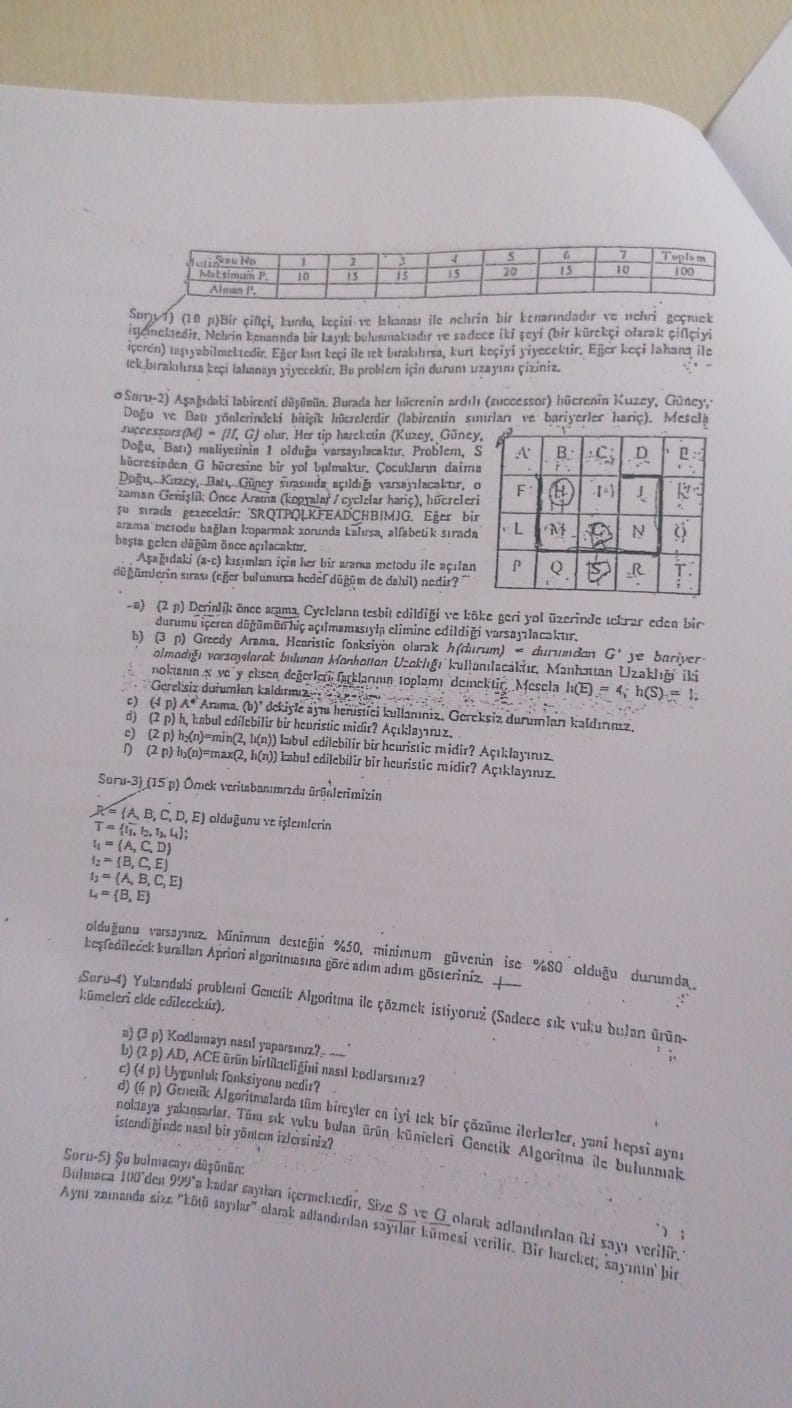 Soru No 1 2 3 4 5 6 7 Toplam
Maksimum P. 10 15 15 15 20 15 10 100
Alınan P.
Soru 1) (10 p)Bir çiftçi, kurdu, keçisi ve lahanası ile nehrin bir kenarındadır ve nehri geçmek
istemektedir. Nehrin kenarında bir kayık bulunmaktadır ve sadece iki şeyi (bir kürekçi olarak çiftçiyi
içeren) taşıyabilmektedir. Eğer kurt keçi ile tek bırakılırsa, kurt keçiyi yiyecektir. Eğer keçi lahana ile
tek bırakılırsa keçi lahanayı yiyecektir. Bu problem için durum uzayını çiziniz.
Soru-2) Aşağıdaki labirenti düşünün. Burada her hücrenin ardılı (successor) hücrenin Kuzey, Güney,
Doğu ve Batı yönlerindeki bitişik hücrelerdir (labirentin sınırları ve bariyerler hariç). Mesela
successors(M) = {H, G} olur. Her tip hareketin (Kuzey, Güney,
Doğu, Batı) maliyetinin 1 olduğu varsayılacaktır. Problem, S
hücresinden G hücresine bir yol bulmaktır. Çocukların daima
Doğu, Kuzey, Batı, Güney sırasında açıldığı varsayılacaktır, o
zaman Genişlik Önce Arama (kopyalar / cycleler hariç), hücreleri
şu sırada gezecektir: SRQTPOLKFEADCHBIMJG. Eğer bir
arama metodu bağları koparmak zorunda kalırsa, alfabetik sırada
başta gelen düğüm önce açılacaktır.
Aşağıdaki (a-c) kısımları için her bir arama metodu ile açılan
düğümlerin sırası (eğer bulunursa hedef düğüm de dahil) nedir?
A B C D E
F H I J K
L M G N O
P Q S R T
a) (2 p) Derinlik önce arama. Cycleların tesbit edildiği ve köke geri yol üzerinde tekrar eden bir
durumu içeren düğümün hiç açılmamasıyla elimine edildiği varsayılacaktır.
b) (3 p) Greedy Arama. Heuristic fonksiyon olarak h(durum) = durumdan G' ye bariyer
olmadığı varsayılarak bulunan Manhattan Uzaklığı kullanılacaktır. Manhattan Uzaklığı iki
noktanın x ve y eksen değerleri farklarının toplamı demektir. Mesela h(E) = 4, h(S) = 1.
Gereksiz durumları kaldırınız.
c) (4 p) A* Arama. (b)' dekiyle aynı heuristici kullanınız. Gereksiz durumları kaldırınız.
d) (2 p) h, kabul edilebilir bir heuristic midir? Açıklayınız.
e) (2 p) h₂(n)=min(2, h(n)) kabul edilebilir bir heuristic midir? Açıklayınız.
f) (2 p) h₃(n)=max(2, h(n)) kabul edilebilir bir heuristic midir? Açıklayınız.
Soru-3) (15 p) Örnek veritabanımızda ürünlerimizin
R = {A, B, C, D, E} olduğunu ve işlemlerin
T = {t₁, t₂, t₃, t₄};
t₁ = {A, C, D}
t₂ = {B, C, E}
t₃ = {A, B, C, E}
t₄ = {B, E}
olduğunu varsayınız. Minimum desteğin %50, minimum güvenin ise %80 olduğu durumda
keşfedilecek kuralları Apriori algoritmasına göre adım adım gösteriniz.
Soru-4) Yukarıdaki problemi Genetik Algoritma ile çözmek istiyoruz (Sadece sık vuku bulan ürün-
kümeleri elde edilecektir).
a) (3 p) Kodlamayı nasıl yaparsınız?
b) (2 p) AD, ACE ürün birlikteliğini nasıl kodlarsınız?
c) (4 p) Uygunluk fonksiyonu nedir?
d) (6 p) Genetik Algoritmalarda tüm bireyler en iyi tek bir çözüme ilerlerler, yani hepsi aynı
noktaya yakınsarlar. Tüm sık vuku bulan ürün kümeleri Genetik Algoritma ile bulunmak
istendiğinde nasıl bir yöntem izlersiniz?
Soru-5) Şu bulmacayı düşünün:
Bulmaca 100'den 999'a kadar sayıları içermektedir. Size S ve G olarak adlandırılan iki sayı verilir.
Aynı zamanda size "kötü sayılar" olarak adlandırılan sayılar kümesi verilir. Bir hareket; sayının bir